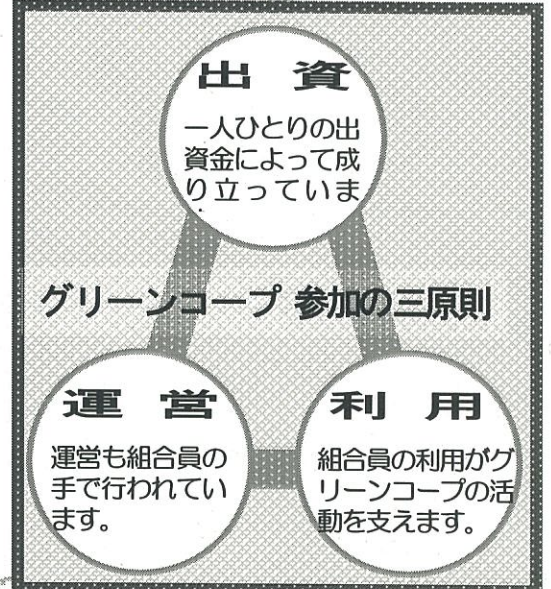 出 資
一人ひとりの出
資金によって成
り立っていま
グリーンコープ 参加の三原則
運 営
運営も組合員の
手で行われてい
ます。
利 用
組合員の利用がグ
リーンコープの活
動を支えます。